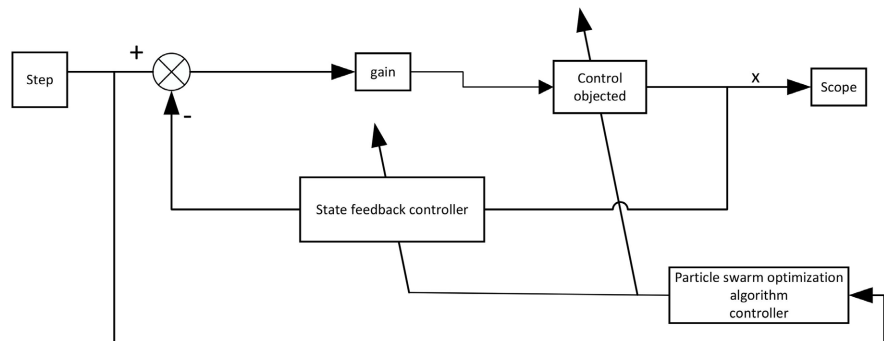 +
Step
gain
Control
objected
x
Scope
-
State feedback controller
Particle swarm optimization
algorithm
controller